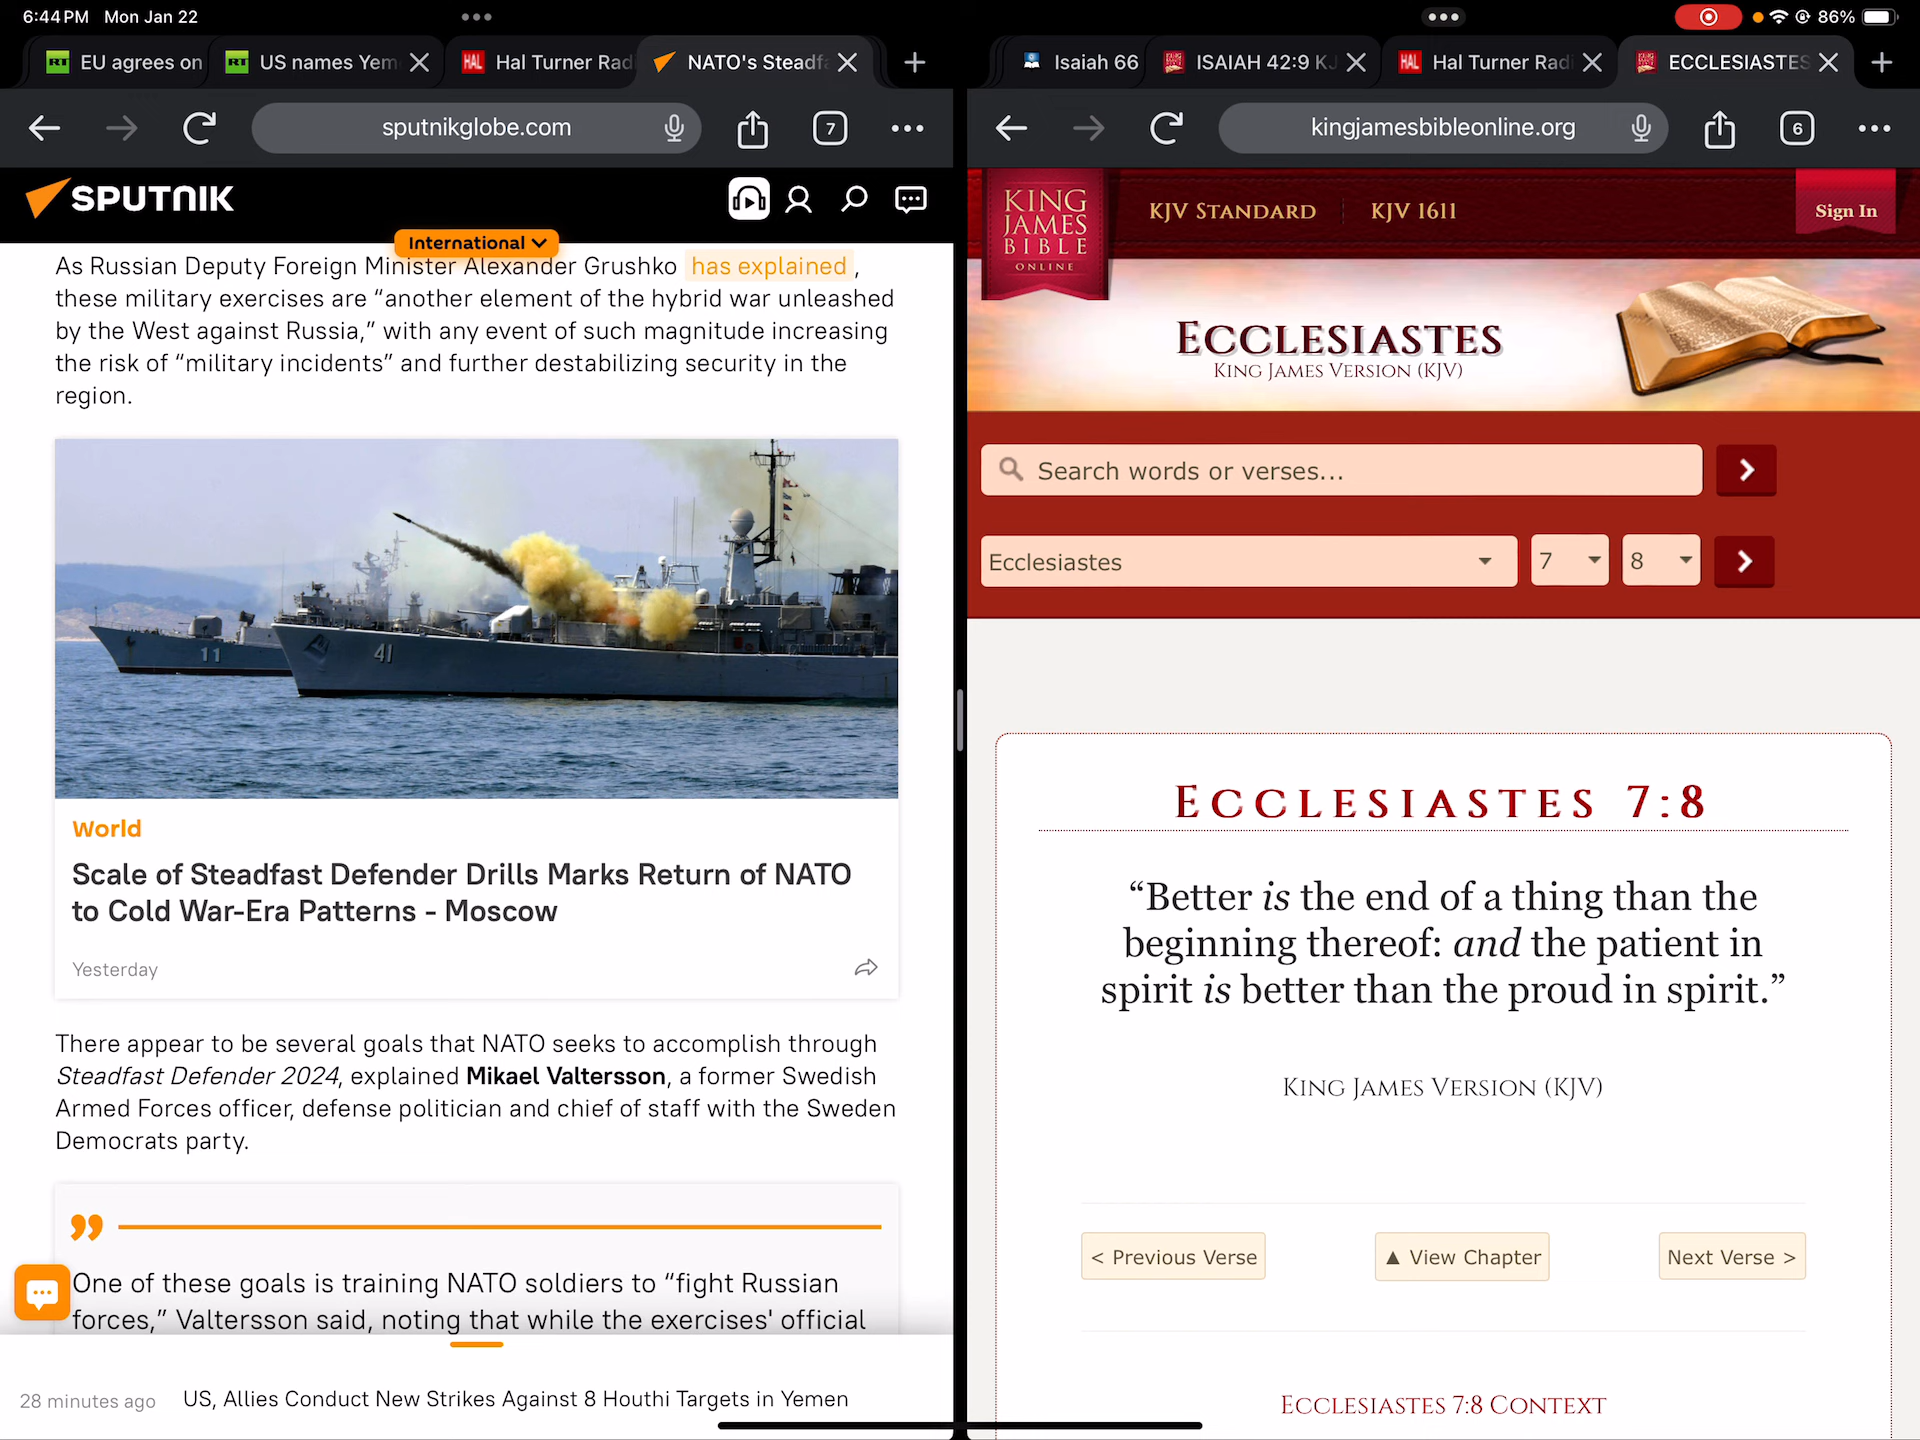 6:44 PM Mon Jan 22
86%
EU agrees on
US names Yem
Hal Turner Rad
NATO's Steadfa
sputnikglobe.com
7
SPUTNIK
International
As Russian Deputy Foreign Minister Alexander Grushko has explained ,
these military exercises are “another element of the hybrid war unleashed
by the West against Russia,” with any event of such magnitude increasing
the risk of “military incidents” and further destabilizing security in the
region.
11
41
World
Scale of Steadfast Defender Drills Marks Return of NATO
to Cold War-Era Patterns - Moscow
Yesterday
There appear to be several goals that NATO seeks to accomplish through
Steadfast Defender 2024, explained Mikael Valtersson, a former Swedish
Armed Forces officer, defense politician and chief of staff with the Sweden
Democrats party.
One of these goals is training NATO soldiers to “fight Russian
forces,” Valtersson said, noting that while the exercises' official
28 minutes ago US, Allies Conduct New Strikes Against 8 Houthi Targets in Yemen
Isaiah 66
ISAIAH 42:9 KJ
Hal Turner Radi
ECCLESIASTES
kingjamesbibleonline.org
6
KING
JAMES
BIBLE
ONLINE
KJV STANDARD
KJV 1611
Sign In
ECCLESIASTES
KING JAMES VERSION (KJV)
Search words or verses...
Ecclesiastes
7
8
ECCLESIASTES 7:8
“Better is the end of a thing than the
beginning thereof: and the patient in
spirit is better than the proud in spirit.”
KING JAMES VERSION (KJV)
< Previous Verse
▲ View Chapter
Next Verse >
ECCLESIASTES 7:8 CONTEXT